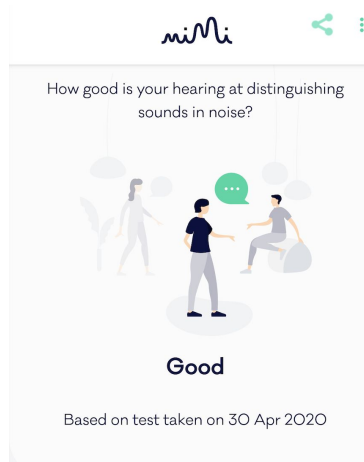 mimi
How good is your hearing at distinguishing
sounds in noise?
Good
Based on test taken on 30 Apr 2020